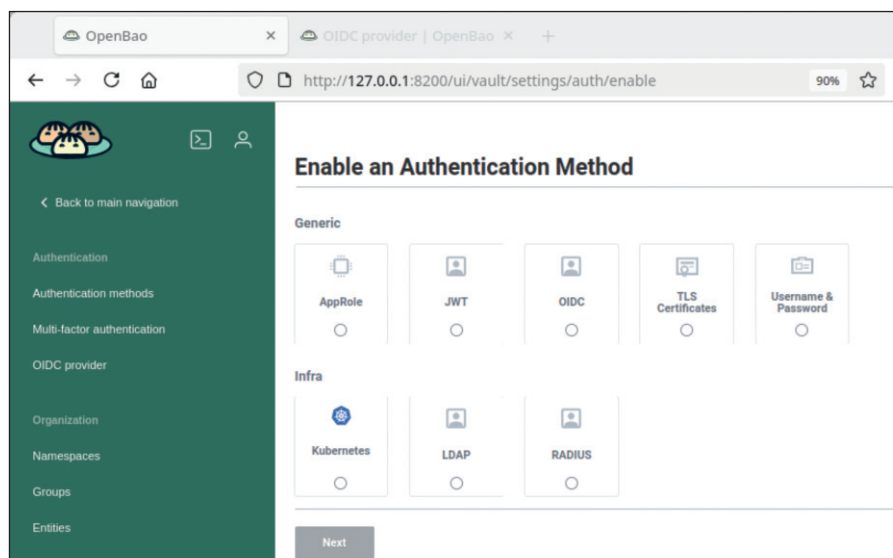 OpenBao
OIDC provider | OpenBao
http://127.0.0.1:8200/ui/vault/settings/auth/enable
90%
Back to main navigation
Authentication
Authentication methods
Multi-factor authentication
OIDC provider
Organization
Namespaces
Groups
Entities
Enable an Authentication Method
Generic
AppRole
JWT
OIDC
TLS
Certificates
Username &
Password
Infra
Kubernetes
LDAP
RADIUS
Next